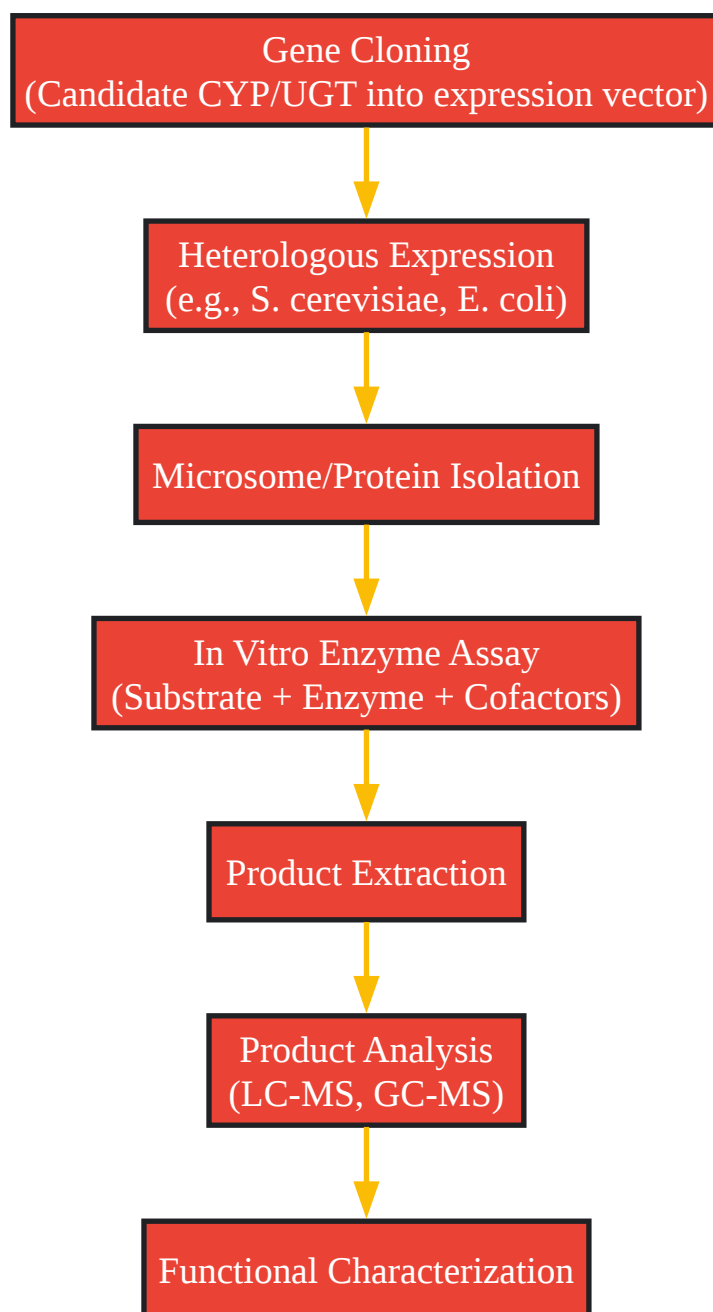 Gene Cloning
(Candidate CYP/UGT into expression vector)
Heterologous Expression
(e.g., S. cerevisiae, E. coli)
Microsome/Protein Isolation
In Vitro Enzyme Assay
(Substrate + Enzyme + Cofactors)
Product Extraction
Product Analysis
(LC-MS, GC-MS)
Functional Characterization